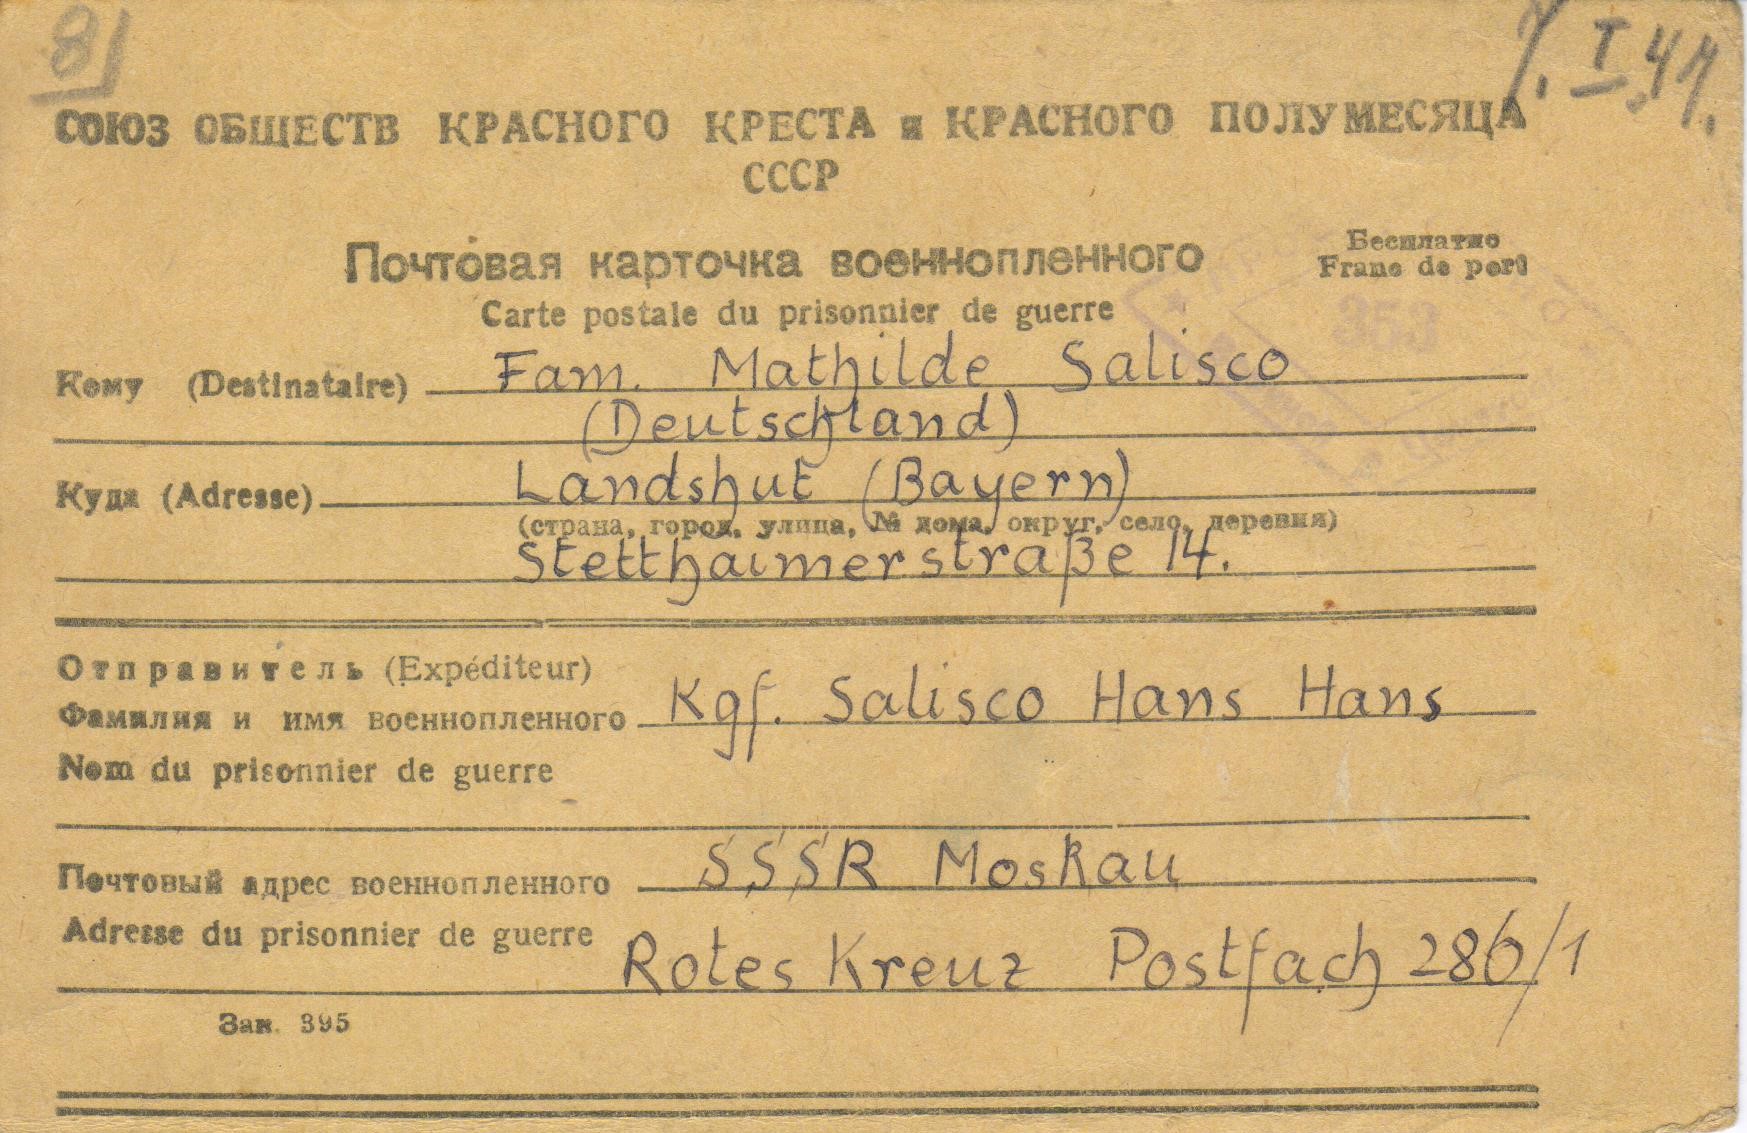 8)
7. I. 47.
СОЮЗ ОБЩЕСТВ КРАСНОГО КРЕСТА и КРАСНОГО ПОЛУМЕСЯЦА
СССР
Почтовая карточка военнопленного
Бесплатно
Carte postale du prisonnier de guerre
Franc de port
353
Кому (Destinataire) Fam. Mathilde Salisco
(Deutschland)
Куда (Adresse) Landshut (Bayern)
(страна, город, улица, № дома, округ, село, деревня)
Stetthaimerstraße 14.
Отправитель (Expéditeur)
Фамилия и имя военнопленного Kgf. Salisco Hans Hans
Nom du prisonnier de guerre
Почтовый адрес военнопленного SSSR Moskau
Adresse du prisonnier de guerre Rotes Kreuz Postfach 286/1
Зак. 395